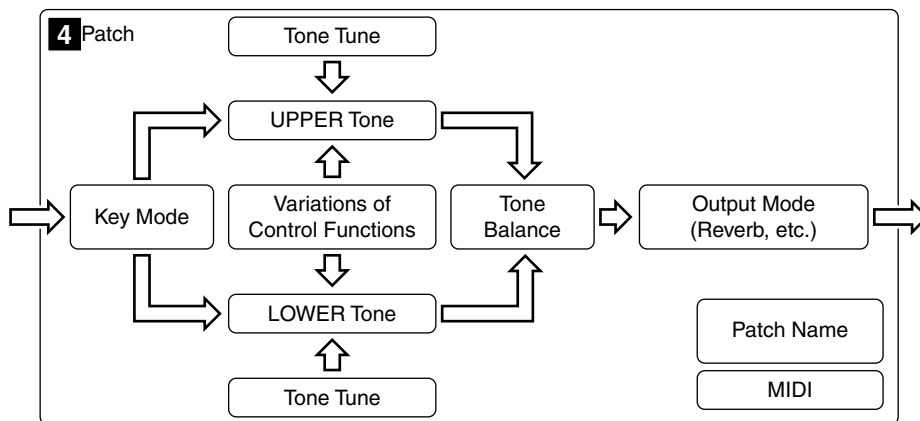 4 Patch
Tone Tune
UPPER Tone
Key Mode
Variations of
Control Functions
Tone
Balance
Output Mode
(Reverb, etc.)
LOWER Tone
Tone Tune
Patch Name
MIDI